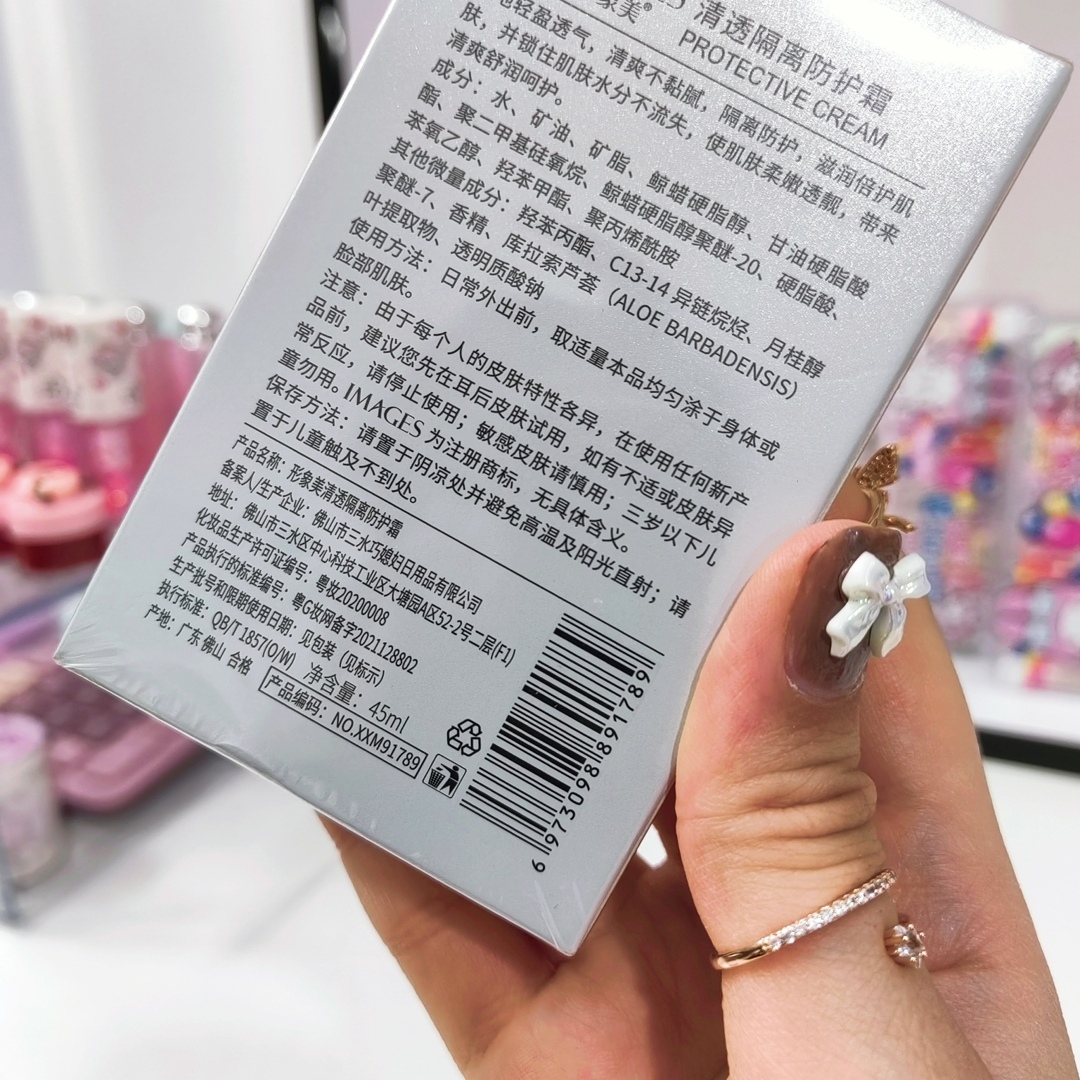 清透隔离防护霜
象美®
PROTECTIVE CREAM
轻盈透气，清爽不黏腻，隔离防护，滋润倍护肌
肤，并锁住肌肤水分不流失，使肌肤柔嫩透靓，带来
清爽舒润呵护。
成分：水、矿油、矿脂、鲸蜡硬脂醇、甘油硬脂酸
酯、聚二甲基硅氧烷、鲸蜡硬脂醇聚醚-20、硬脂酸、
苯氧乙醇、羟苯甲酯、聚丙烯酰胺
其他微量成分：羟苯丙酯、C13-14 异链烷烃、月桂醇
聚醚-7、香精、库拉索芦荟（ALOE BARBADENSIS）
叶提取物、透明质酸钠
使用方法：日常外出前，取适量本品均匀涂于身体或
脸部肌肤。
注意：由于每个人的皮肤特性各异，在使用任何新产
品前，建议您先在耳后皮肤试用，如有不适或皮肤异
常反应，请停止使用；敏感皮肤请慎用；三岁以下儿
童勿用。IMAGES 为注册商标，无具体含义。
保存方法：请置于阴凉处并避免高温及阳光直射；请
置于儿童触及不到处。
产品名称：形象美清透隔离防护霜
备案人/生产企业：佛山市三水巧媳妇日用品有限公司
地址：佛山市三水区中心科技工业区大塘园A区52-2号二层(F1)
化妆品生产许可证编号：粤妆20200008
产品执行的标准编号：粤G妆网备字2021128802
生产批号和限期使用日期：见包装（见标示）
执行标准：QB/T 1857(O/W) 净含量：45ml
产地：广东 佛山 合格
产品编码：NO.XXM91789
6973098891789